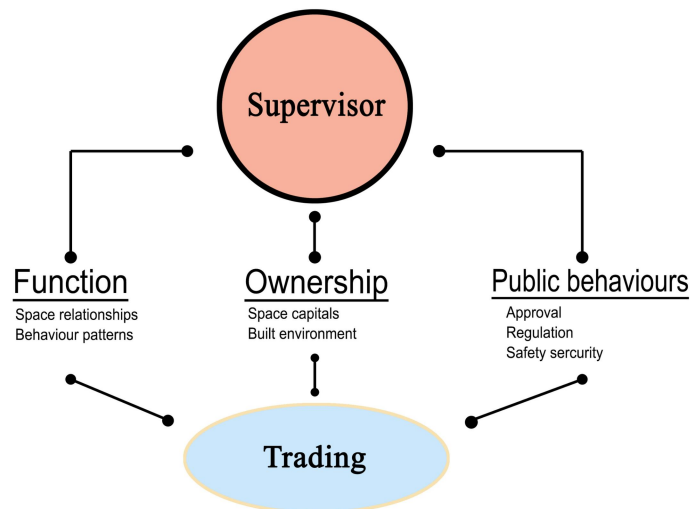 Supervisor
Function
Space relationships
Behaviour patterns
Ownership
Space capitals
Built environment
Public behaviours
Approval
Regulation
Safety sercurity
Trading